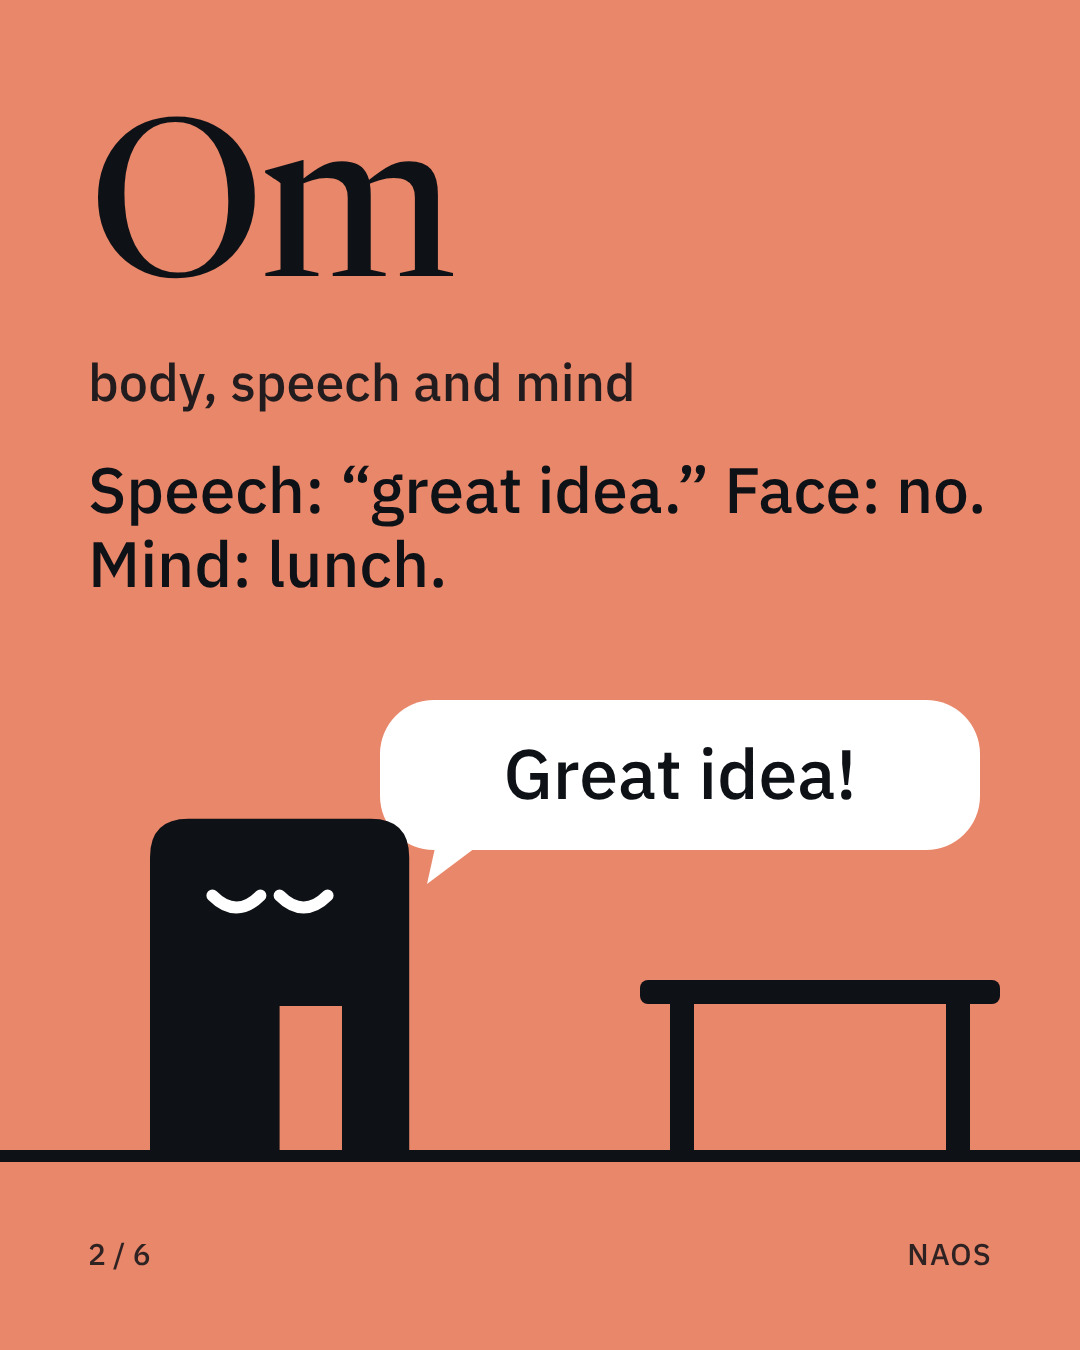 Om
body, speech and mind
Speech: “great idea.” Face: no.
Mind: lunch.
Great idea!
2 / 6
NAOS